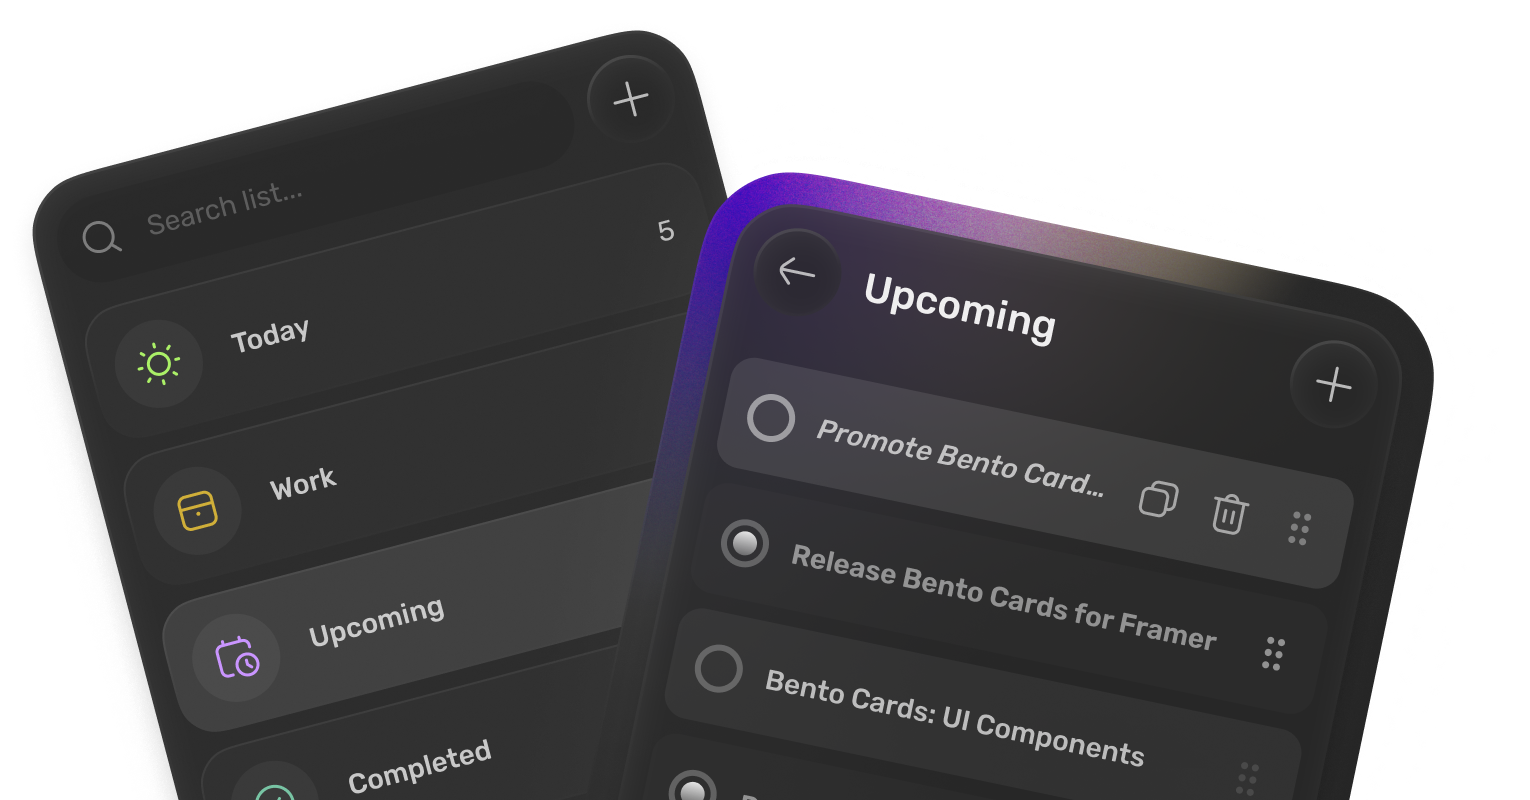 Search list...
5
Today
Work
Upcoming
Completed
Upcoming
Promote Bento Card...
Release Bento Cards for Framer
Bento Cards: UI Components